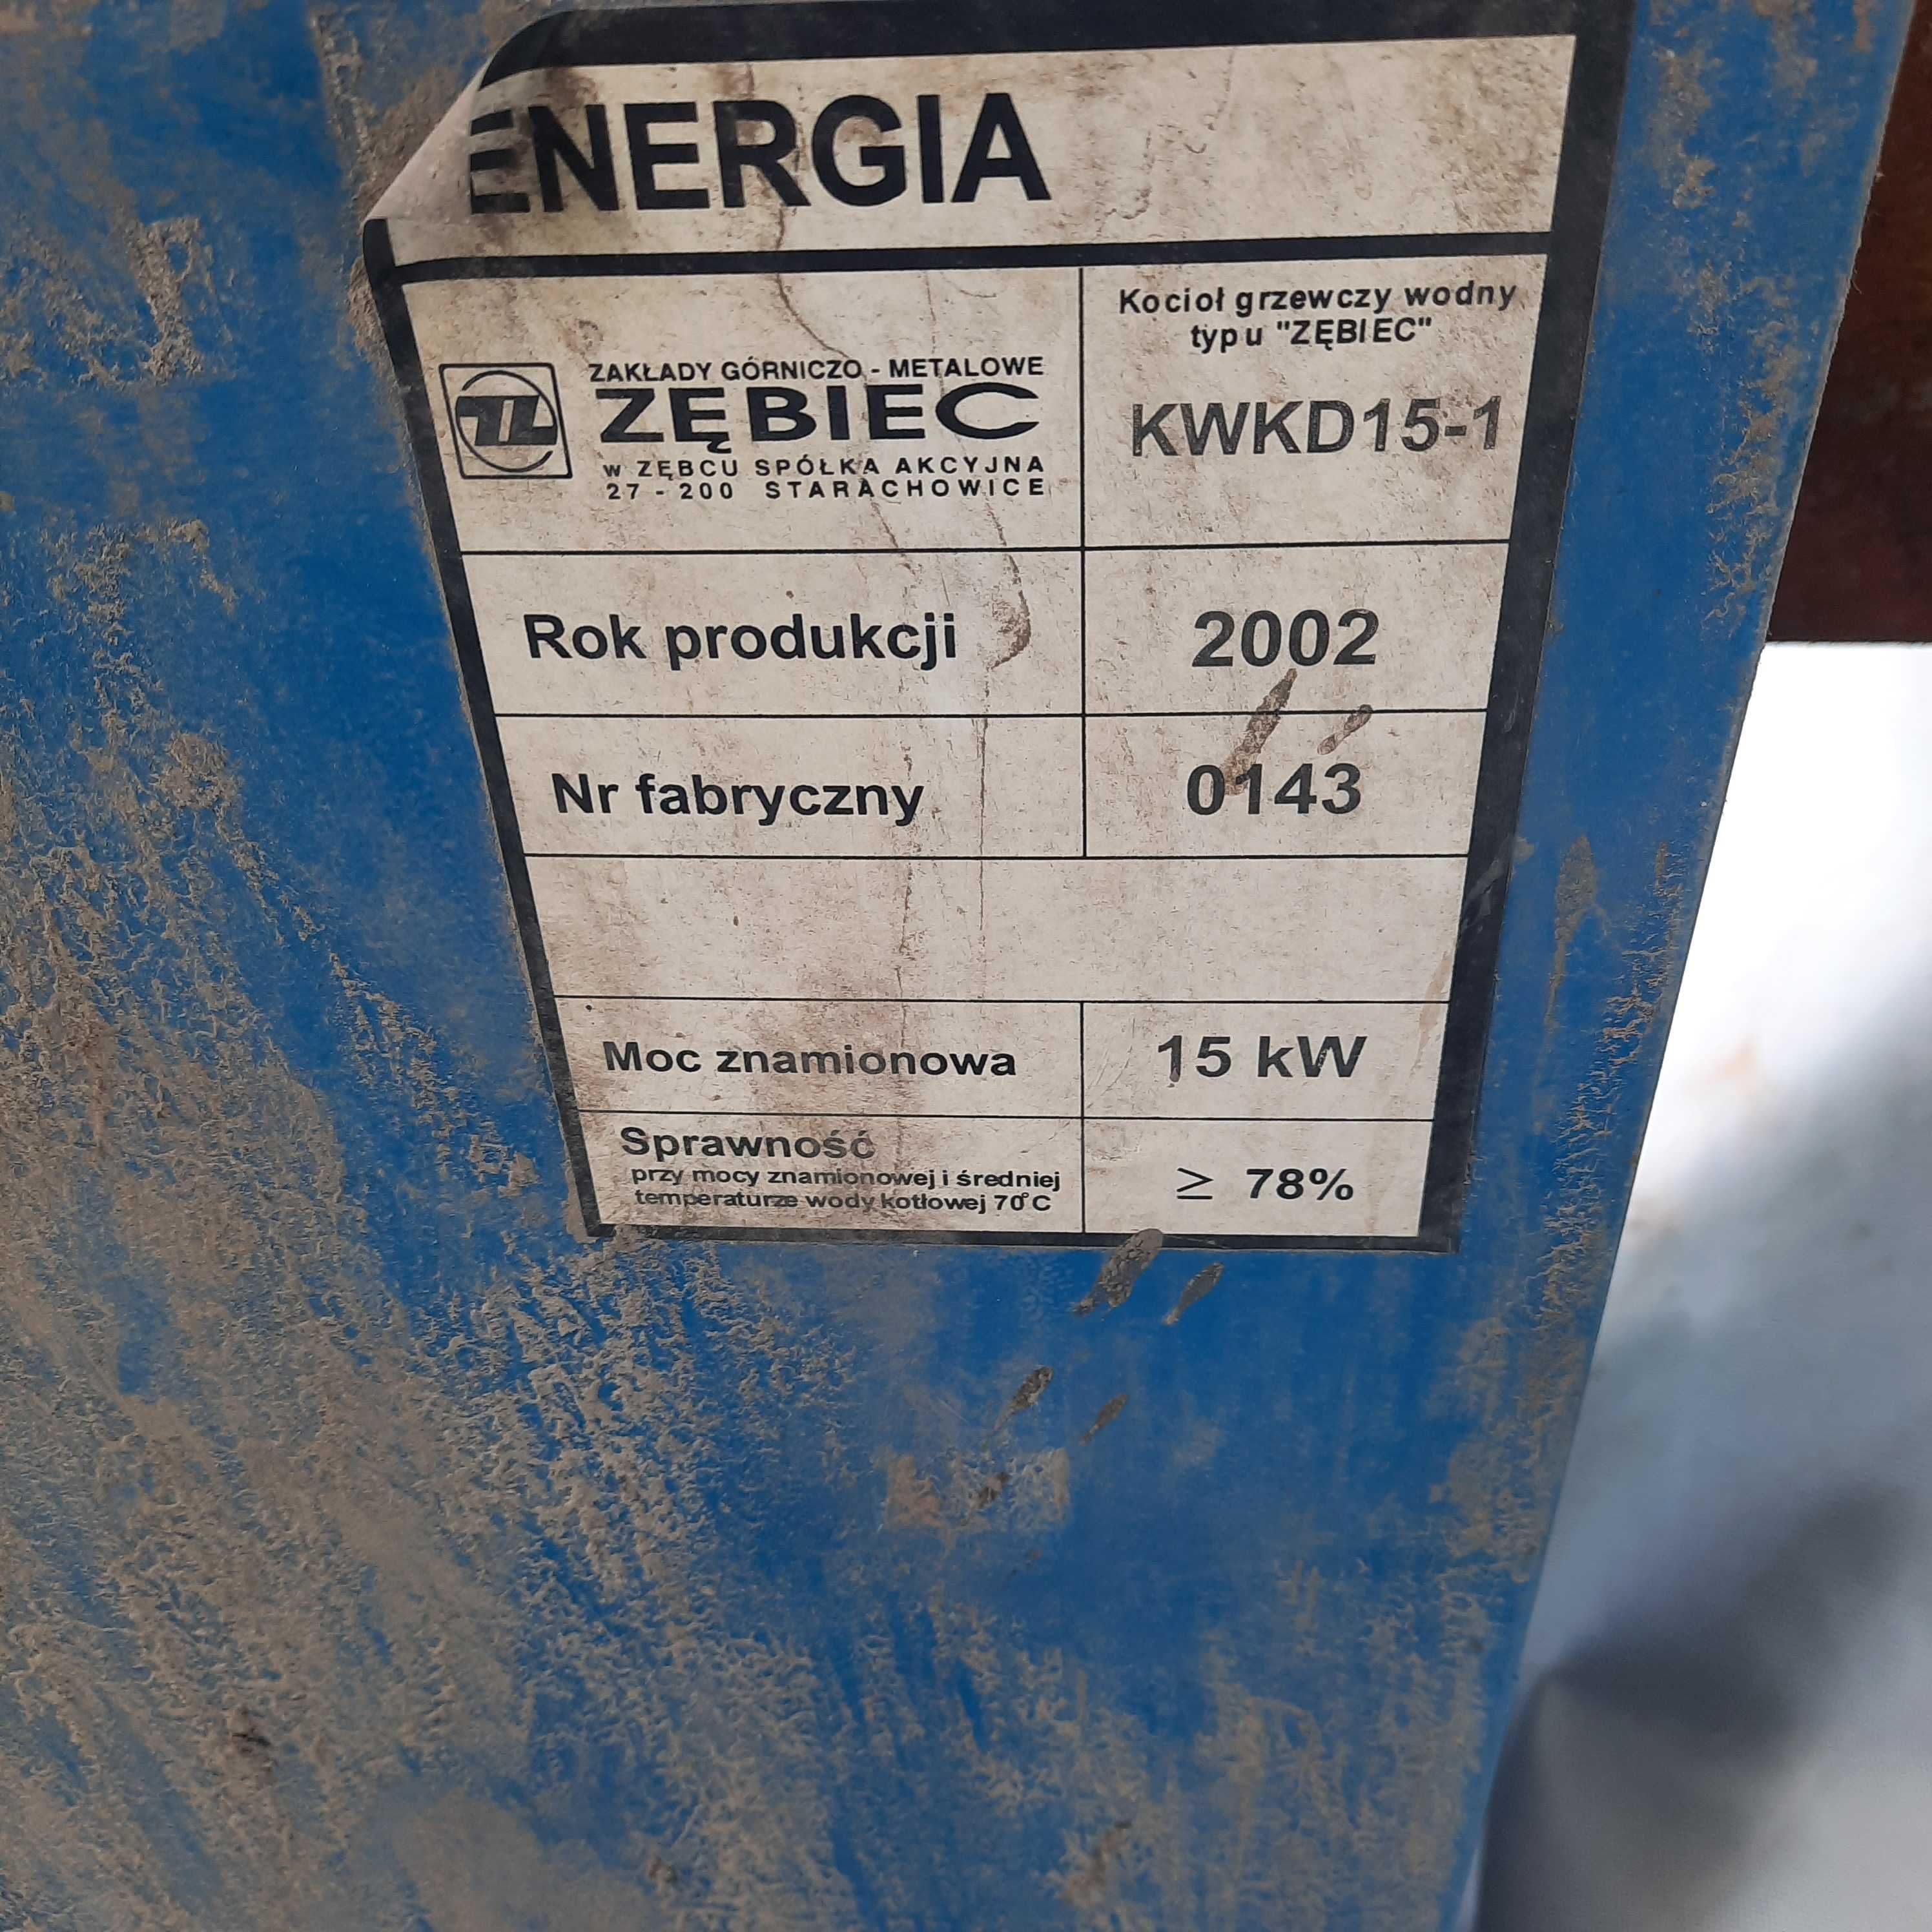 ENERGIA
ZAKŁADY GÓRNICZO - METALOWE
ZĘBIEC
w ZĘBCU SPÓŁKA AKCYJNA
27 - 200 STARACHOWICE
Kocioł grzewczy wodny
typu "ZĘBIEC"
KWKD15-1
Rok produkcji 2002
Nr fabryczny 0143
Moc znamionowa 15 kW
Sprawność
przy mocy znamionowej i średniej
temperaturze wody kotłowej 70°C
≥ 78%